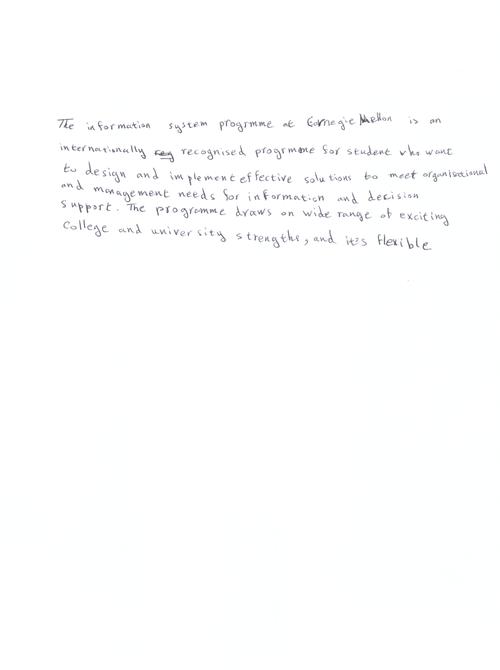 The information system progrmme at Carnegie Mellon is an
internationally recognised progrmme for student who want
to design and implement effective solutions to meet organisational
and management needs for information and decision
support. The programme draws on wide range of exciting
College and university strengths, and it's flexible